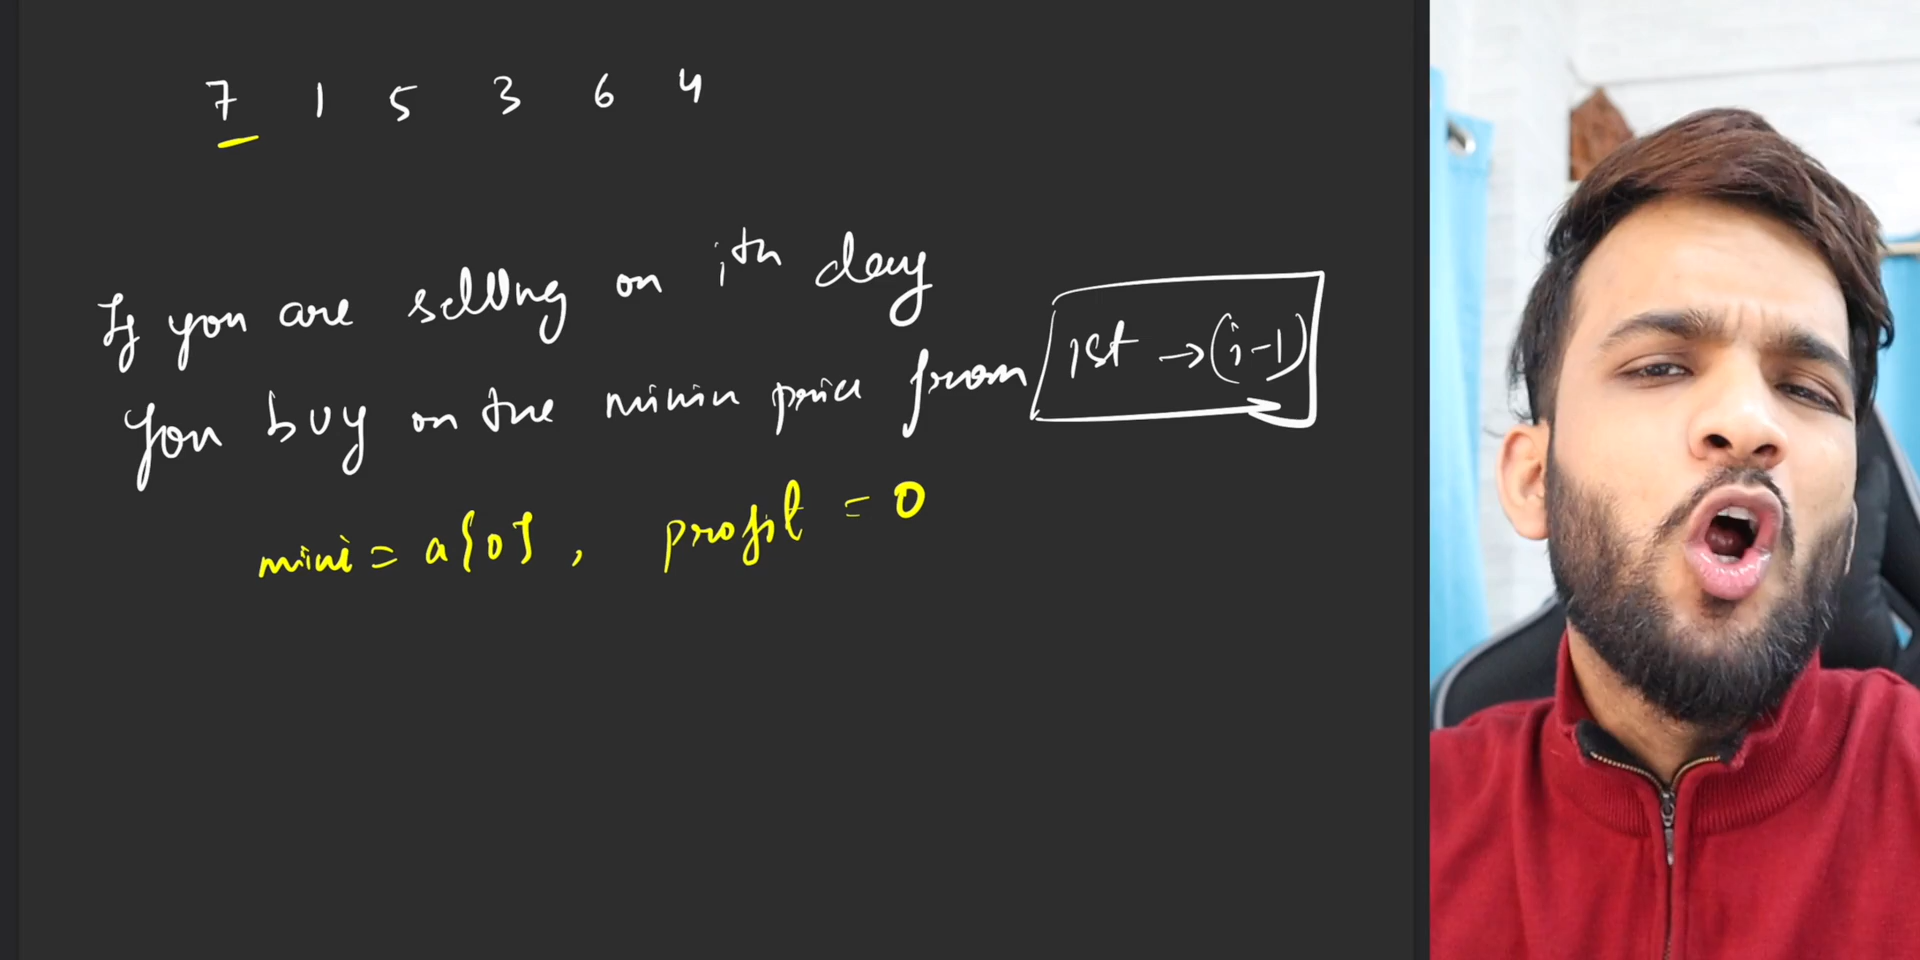 7 1 5 3 6 4
If you are selling on ith day
You buy on the minim price from 1st → (i-1)
mini = a[0], profit = 0